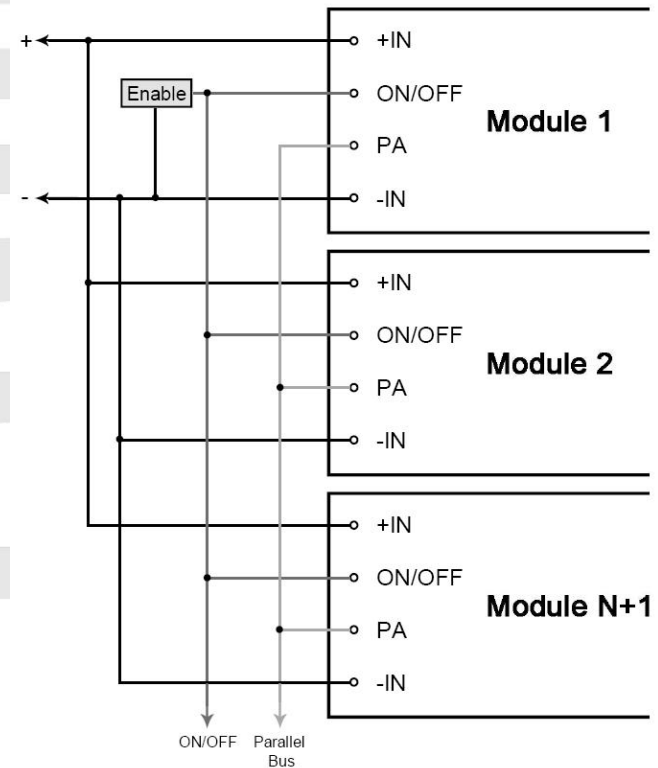 +
+IN
Enable
ON/OFF
Module 1
PA
-
-IN
+IN
ON/OFF
Module 2
PA
-IN
+IN
ON/OFF
Module N+1
PA
-IN
ON/OFF
Parallel
Bus